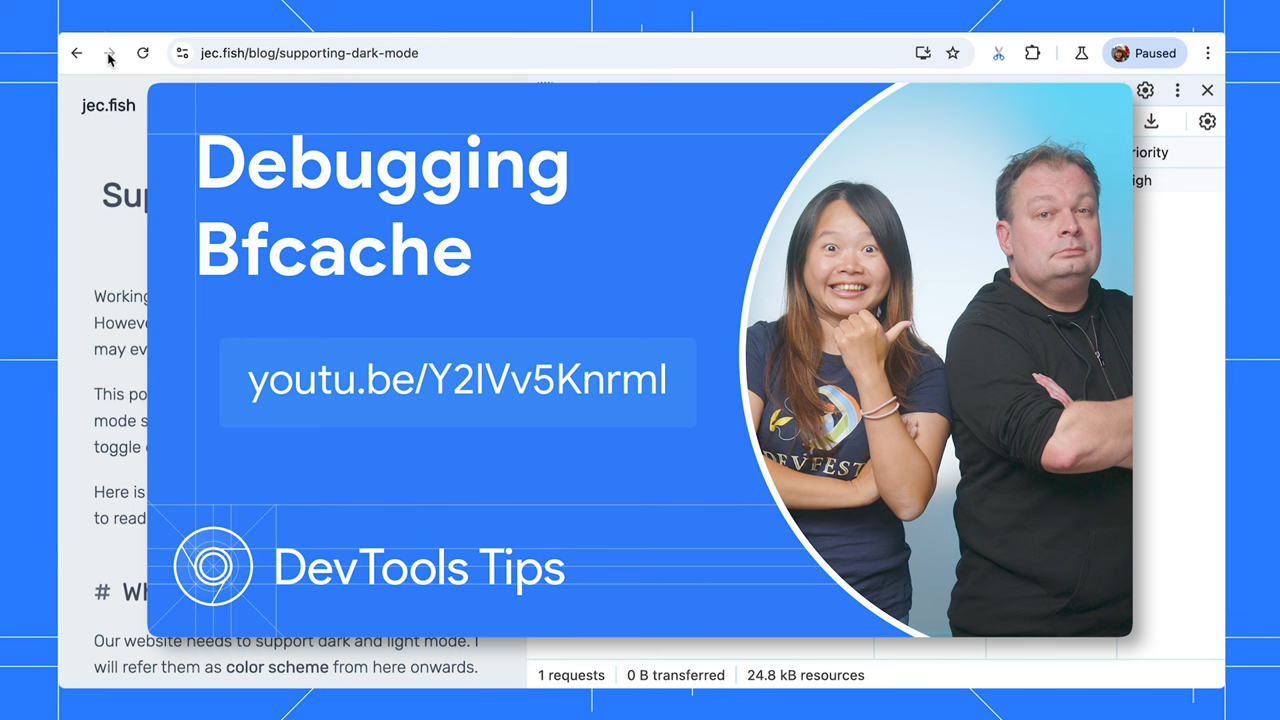 jec.fish/blog/supporting-dark-mode
Paused
jec.fish
Sup
Debugging
Bfcache
riority
igh
Working
Howeve
may ev
youtu.be/Y2lVv5Knrml
This po
mode s
toggle
Here is
to read
DEVFEST
DevTools Tips
# Wh
Our website needs to support dark and light mode. I
will refer them as color scheme from here onwards.
1 requests
0 B transferred
24.8 kB resources